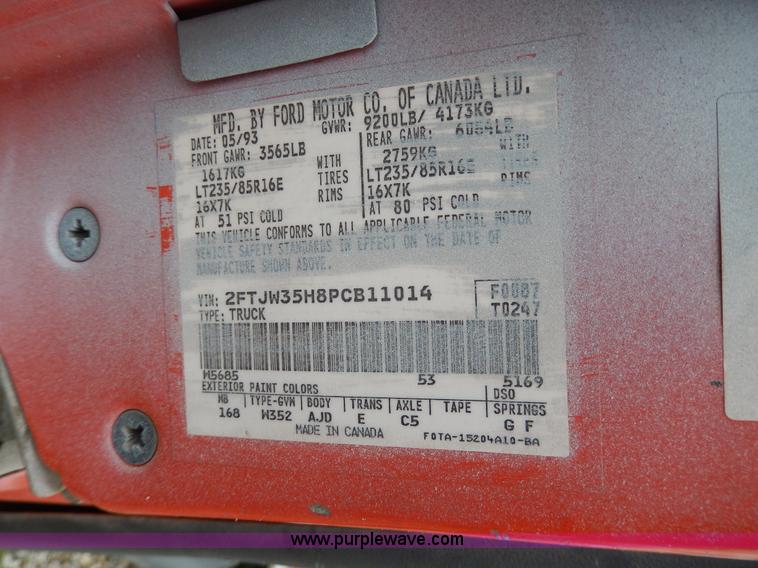 MFD. BY FORD MOTOR CO. OF CANADA LTD.
DATE: 05/93 GVWR: 9200LB/ 4173KG
FRONT GAWR: 3565LB REAR GAWR: 6084LB
1617KG WITH 2759KG WITH
LT235/85R16E TIRES LT235/85R16E TIRES
16X7K RIMS 16X7K RIMS
AT 51 PSI COLD AT 80 PSI COLD
THIS VEHICLE CONFORMS TO ALL APPLICABLE FEDERAL MOTOR
VEHICLE SAFETY STANDARDS IN EFFECT ON THE DATE OF
MANUFACTURE SHOWN ABOVE.
VIN: 2FTJW35H8PCB11014 F0087
TYPE: TRUCK T0247
M5685 53 5169
EXTERIOR PAINT COLORS DSO
WB TYPE-GVW BODY TRANS AXLE TAPE SPRINGS
168 W352 AJD E C5 G F
MADE IN CANADA F0TA-15204A10-BA
www.purplewave.com